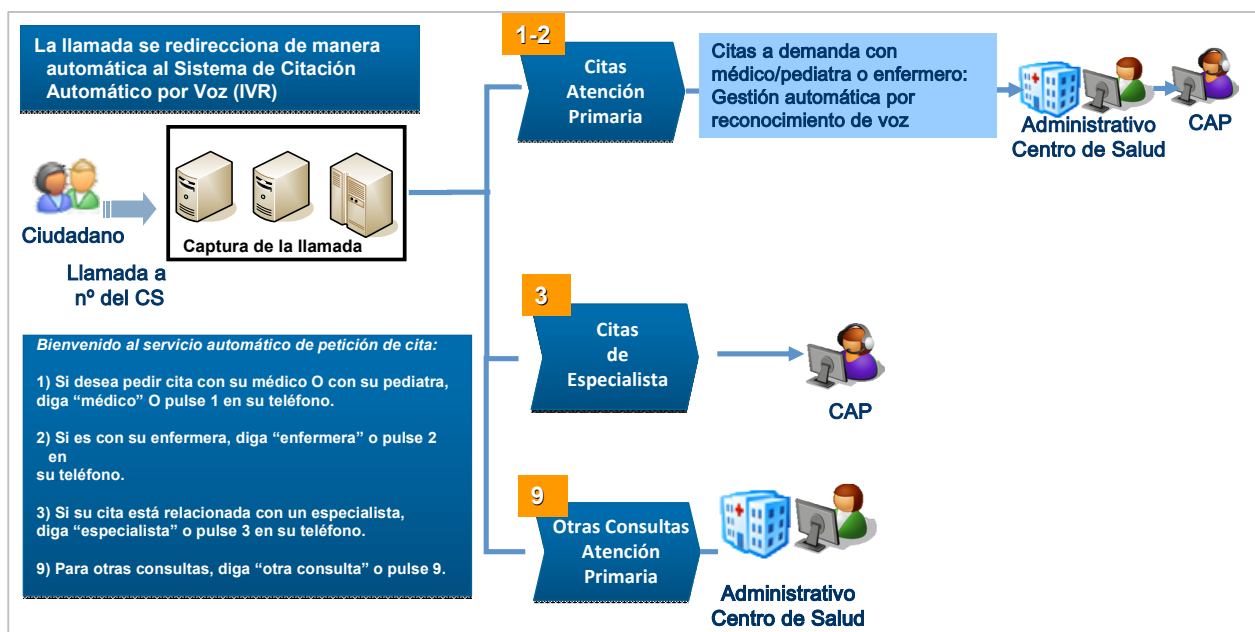 La llamada se redirecciona de manera
automática al Sistema de Citación
Automático por Voz (IVR)
Ciudadano
Llamada a
nº del CS
Captura de la llamada
Bienvenido al servicio automático de petición de cita:
1) Si desea pedir cita con su médico O con su pediatra,
diga “médico” O pulse 1 en su teléfono.
2) Si es con su enfermera, diga “enfermera” o pulse 2
en
su teléfono.
3) Si su cita está relacionada con un especialista,
diga “especialista” o pulse 3 en su teléfono.
9) Para otras consultas, diga “otra consulta” o pulse 9.
1-2
Citas
Atención
Primaria
Citas a demanda con
médico/pediatra o enfermero:
Gestión automática por
reconocimiento de voz
Administrativo
Centro de Salud
CAP
3
Citas
de
Especialista
CAP
9
Otras Consultas
Atención
Primaria
Administrativo
Centro de Salud